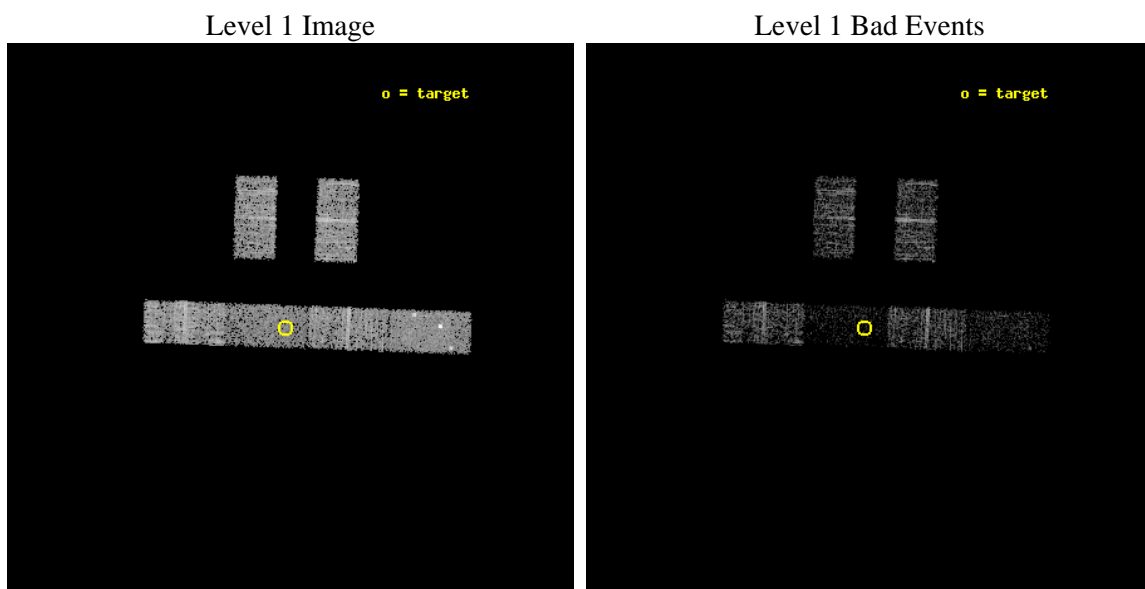 Level 1 Image
Level 1 Bad Events
o = target
o = target